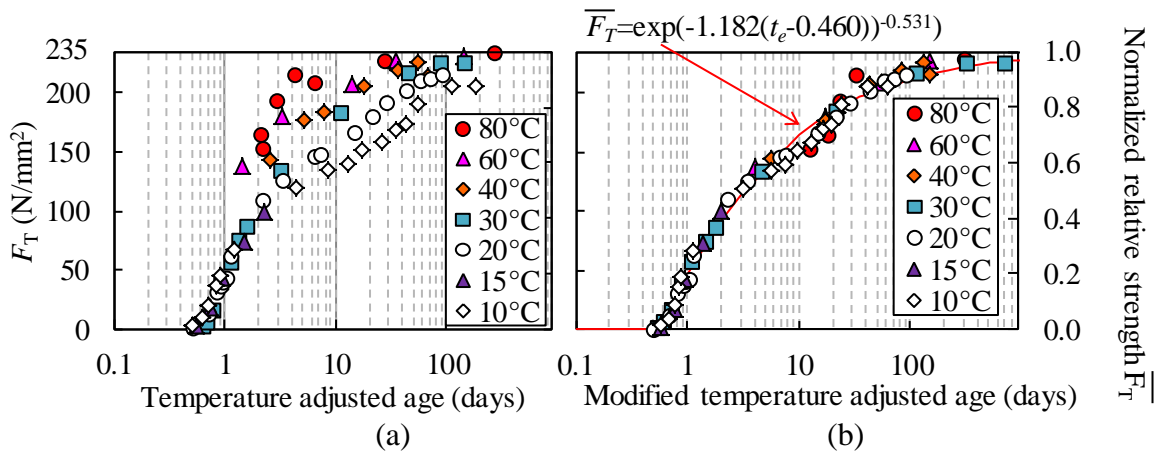 F̅T̅=exp(-1.182(te-0.460))-0.531)
235
200
150
100
50
0
FT (N/mm2)
80°C
60°C
40°C
30°C
20°C
15°C
10°C
0.1 1 10 100
Temperature adjusted age (days)
(a)
1.0
0.8
0.6
0.4
0.2
0.0
Normalized relative strength F̅T̅
80°C
60°C
40°C
30°C
20°C
15°C
10°C
0.1 1 10 100
Modified temperature adjusted age (days)
(b)